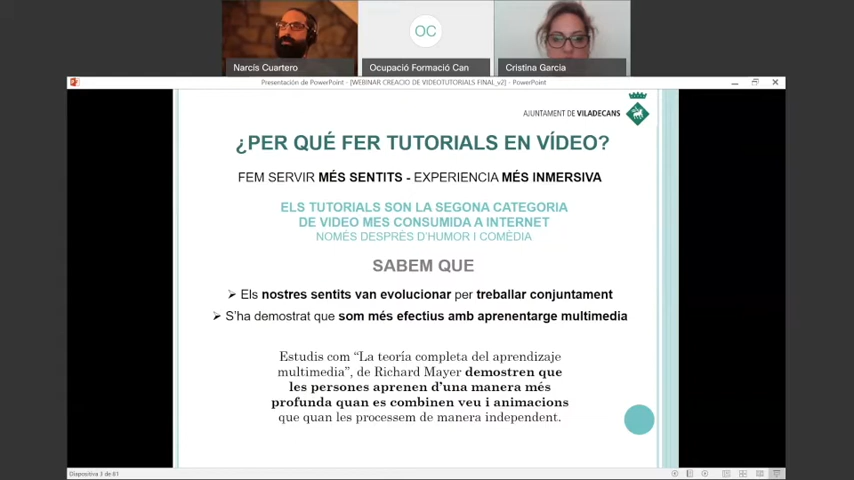 OC
Narcís Cuartero
Ocupació Formació Can
Cristina Garcia
Presentación de PowerPoint - [WEBINAR CREACIO DE VIDEOTUTORIALS FINAL_v2] - PowerPoint
AJUNTAMENT DE VILADECANS
¿PER QUÉ FER TUTORIALS EN VÍDEO?
FEM SERVIR MÉS SENTITS - EXPERIENCIA MÉS INMERSIVA
ELS TUTORIALS SON LA SEGONA CATEGORIA
DE VIDEO MES CONSUMIDA A INTERNET
NOMÉS DESPRÈS D'HUMOR I COMÈDIA
SABEM QUE
➢ Els nostres sentits van evolucionar per treballar conjuntament
➢ S'ha demostrat que som més efectius amb aprenentarge multimedia
Estudis com “La teoría completa del aprendizaje
multimedia”, de Richard Mayer demostren que
les persones aprenen d'una manera més
profunda quan es combinen veu i animacions
que quan les processem de manera independent.
Diapositiva 3 de 81